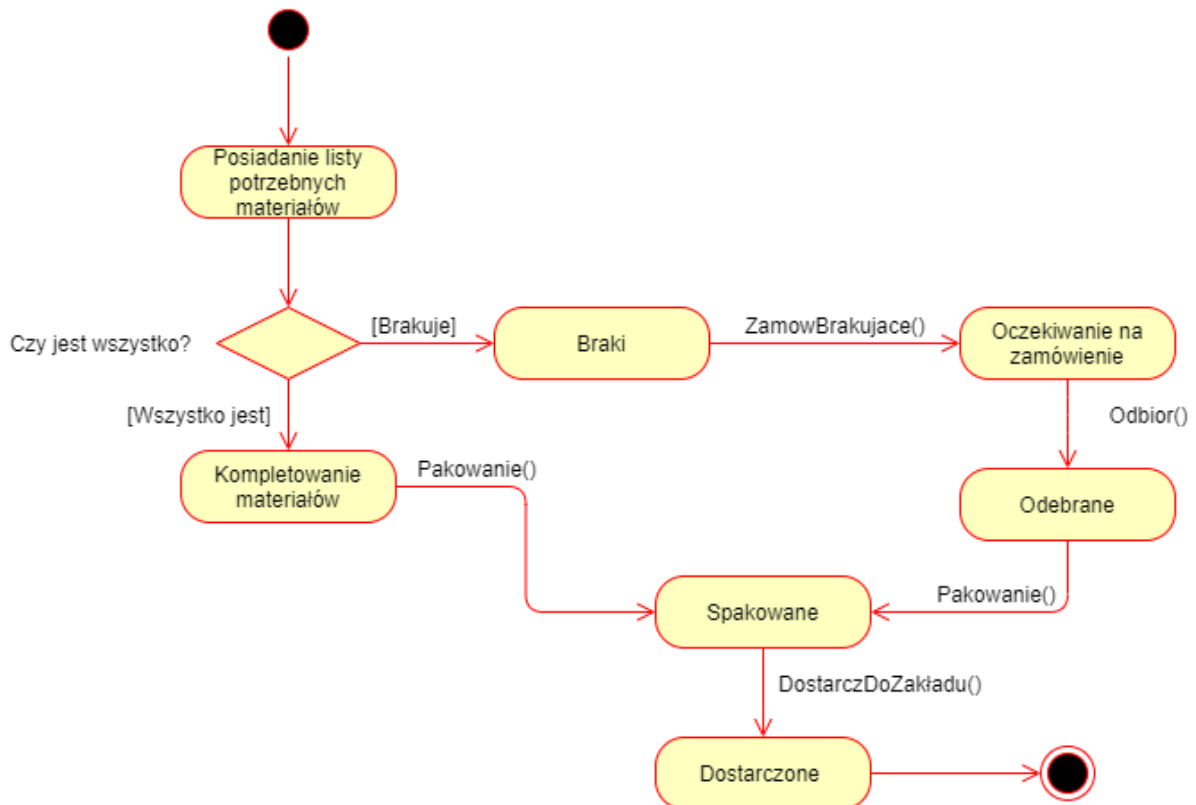 Posiadanie listy
potrzebnych
materiałów
Czy jest wszystko?
[Brakuje]
Braki
ZamowBrakujace()
Oczekiwanie na
zamówienie
[Wszystko jest]
Odbior()
Kompletowanie
materiałów
Pakowanie()
Odebrane
Spakowane
Pakowanie()
DostarczDoZakładu()
Dostarczone